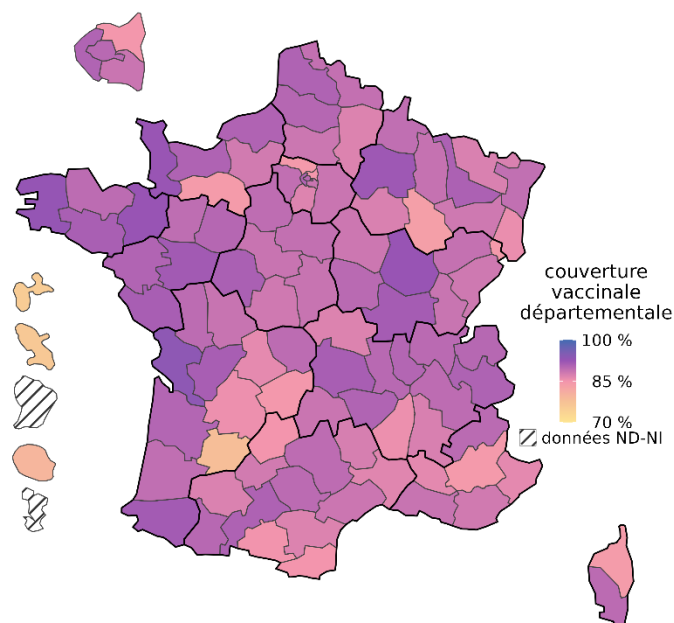 couverture
vaccinale
départementale
100 %
85 %
70 %
données ND-NI